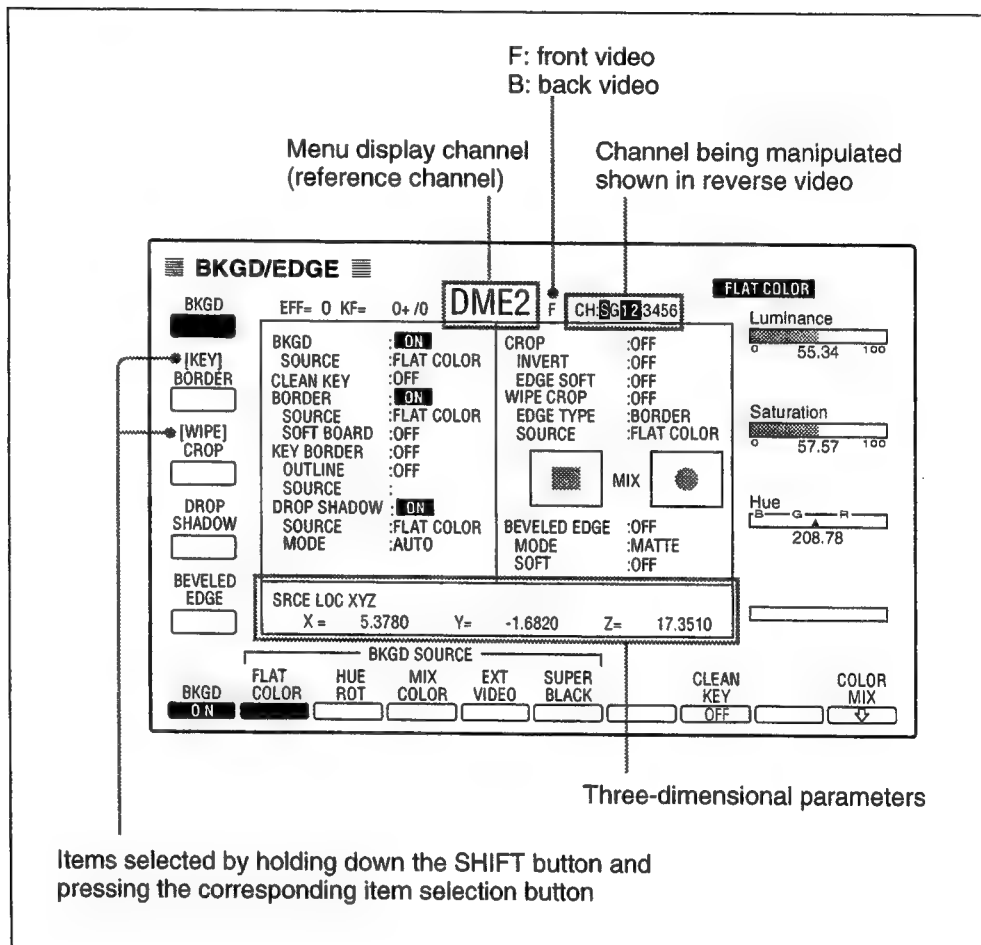 F: front video
B: back video
Menu display channel
(reference channel)
Channel being manipulated
shown in reverse video
BKGD/EDGE
FLAT COLOR
BKGD
EFF= 0 KF= 0+ /0
DME2
F
CH:SG123456
[KEY]
BORDER
[WIPE]
CROP
DROP
SHADOW
BEVELED
EDGE
BKGD :ON
SOURCE :FLAT COLOR
CLEAN KEY :OFF
BORDER :ON
SOURCE :FLAT COLOR
SOFT BOARD :OFF
KEY BORDER :OFF
OUTLINE :OFF
SOURCE :
DROP SHADOW :ON
SOURCE :FLAT COLOR
MODE :AUTO
CROP :OFF
INVERT :OFF
EDGE SOFT :OFF
WIPE CROP :OFF
EDGE TYPE :BORDER
SOURCE :FLAT COLOR
MIX
BEVELED EDGE :OFF
MODE :MATTE
SOFT :OFF
Luminance
0 55.34 100
Saturation
0 57.57 100
Hue
B G R
208.78
SRCE LOC XYZ
X = 5.3780 Y= -1.6820 Z= 17.3510
BKGD SOURCE
BKGD
ON
FLAT
COLOR
HUE
ROT
MIX
COLOR
EXT
VIDEO
SUPER
BLACK
CLEAN
KEY
OFF
COLOR
MIX
Three-dimensional parameters
Items selected by holding down the SHIFT button and
pressing the corresponding item selection button